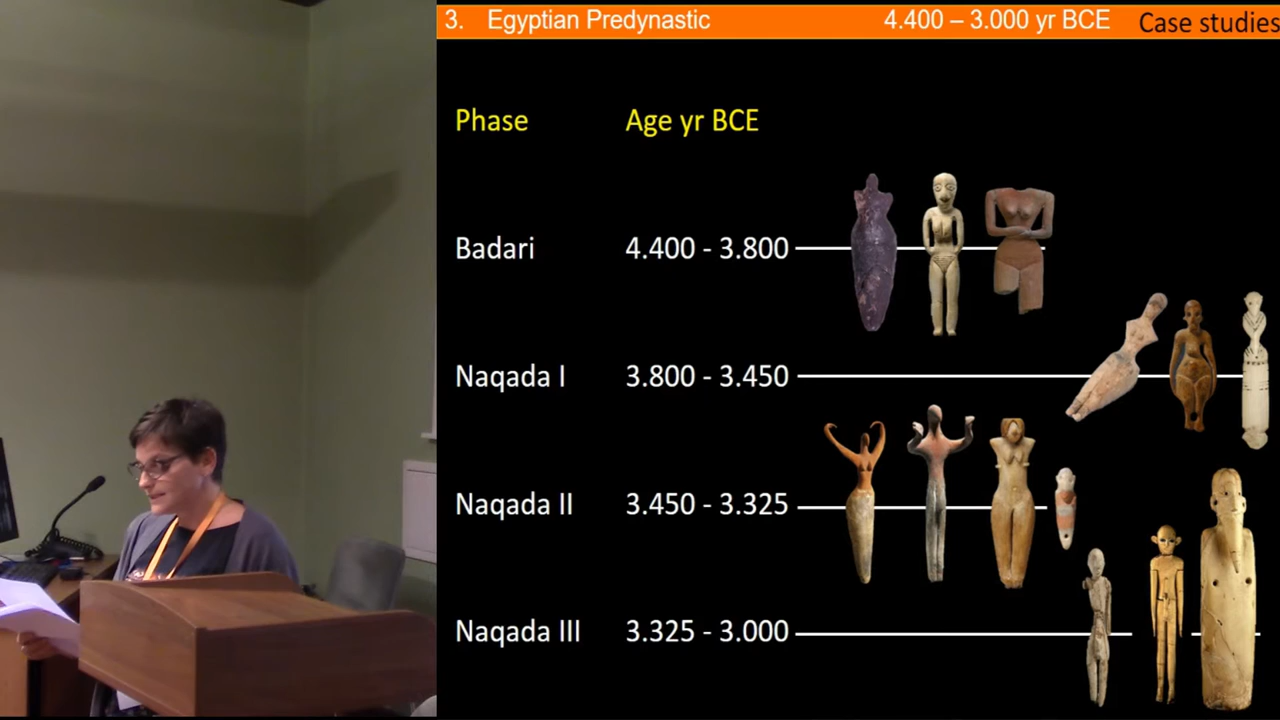 3. Egyptian Predynastic 4.400 – 3.000 yr BCE Case studies
Phase Age yr BCE
Badari 4.400 - 3.800
Naqada I 3.800 - 3.450
Naqada II 3.450 - 3.325
Naqada III 3.325 - 3.000